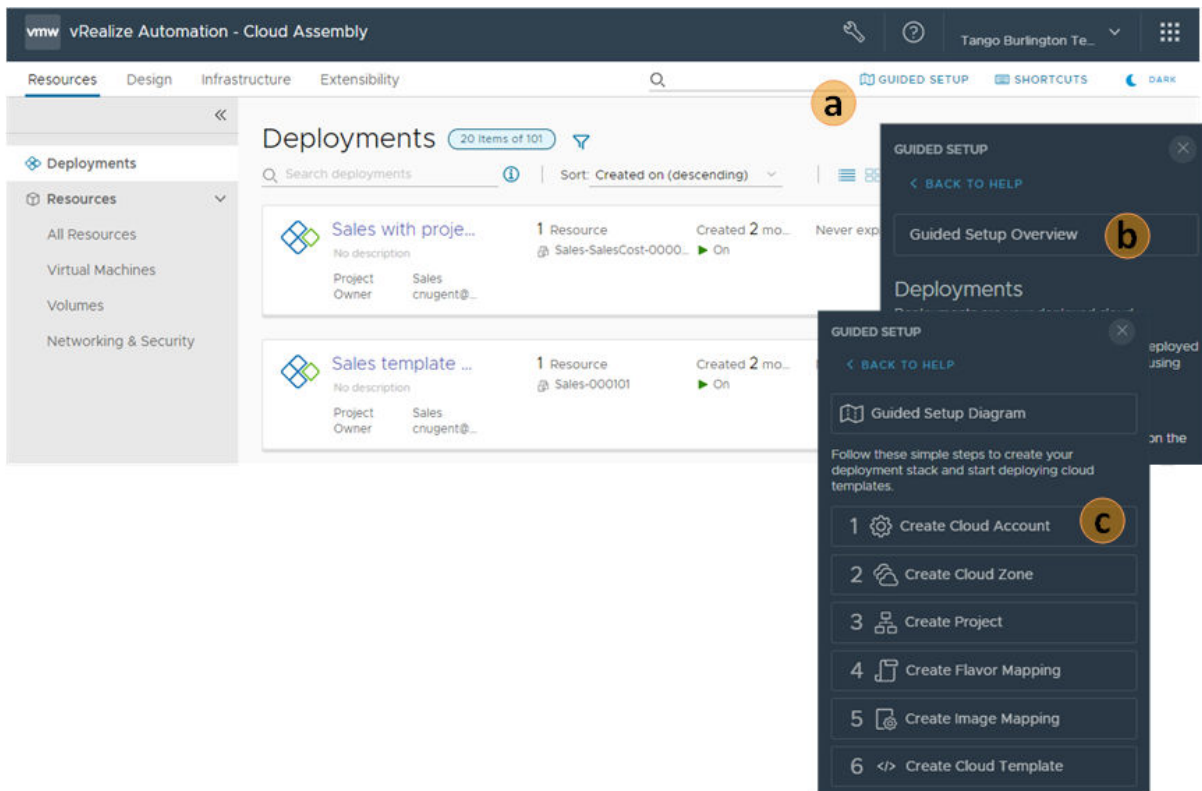 vmw vRealize Automation - Cloud Assembly
Tango Burlington Te...
Resources Design Infrastructure Extensibility
GUIDED SETUP SHORTCUTS DARK
a
Deployments 20 items of 101
Search deployments
Sort: Created on (descending)
Deployments
Resources
All Resources
Virtual Machines
Volumes
Networking & Security
Sales with proje...
No description
Project Sales
Owner cnugent@...
1 Resource
Sales-SalesCost-0000...
Created 2 mo...
On
Never exp
Sales template ...
No description
Project Sales
Owner cnugent@...
1 Resource
Sales-000101
Created 2 mo...
On
GUIDED SETUP
< BACK TO HELP
Guided Setup Overview
b
Deployments
eployed
using
on the
GUIDED SETUP
< BACK TO HELP
Guided Setup Diagram
Follow these simple steps to create your
deployment stack and start deploying cloud
templates.
1 Create Cloud Account
c
2 Create Cloud Zone
3 Create Project
4 Create Flavor Mapping
5 Create Image Mapping
6 </> Create Cloud Template